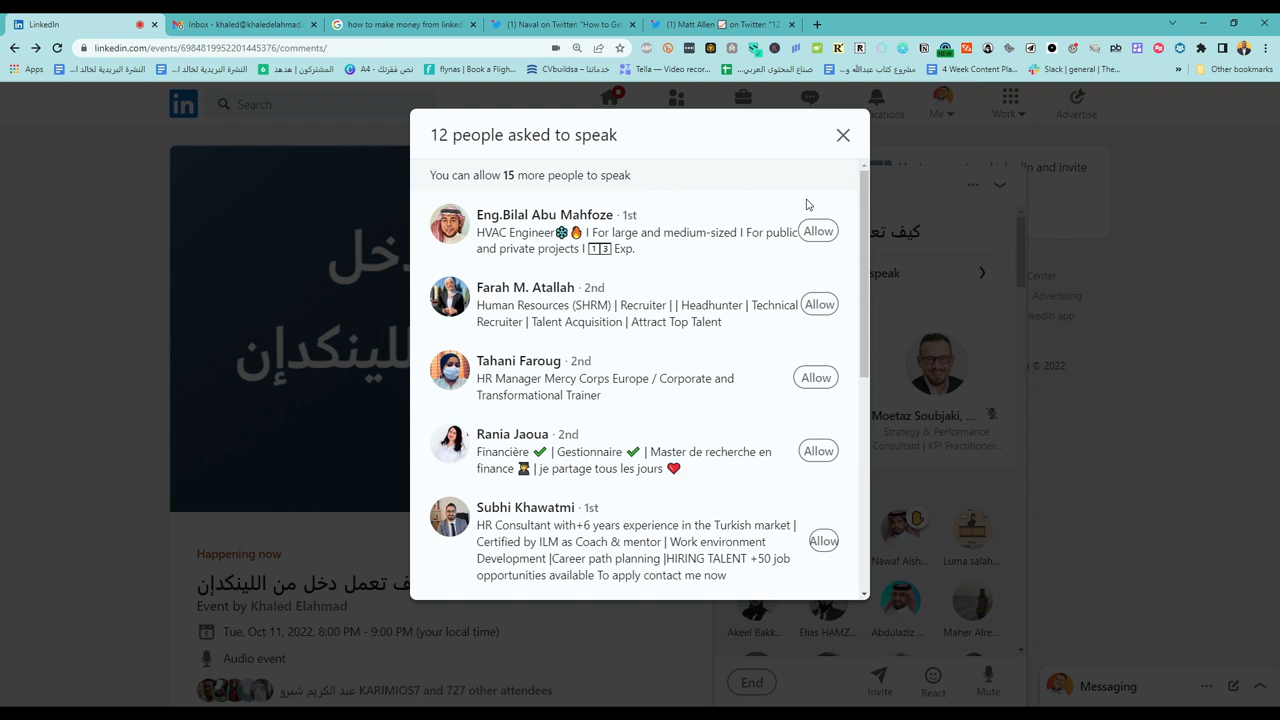 LinkedIn
Inbox - khaled@khaledelahmad
how to make money from linked
(1) Naval on Twitter: "How to Get
(1) Matt Allen 📈 on Twitter: "12
linkedin.com/events/6984819952201445376/comments/
Apps
النشرة البريدية لخالد ا...
النشرة البريدية لخالد ا...
المشتركون | هدهد
نص فقرتك - A4
flynas | Book a Fligh...
خدماتنا – CVbuildsa
Tella — Video recor...
صناع المحتوى العربي...
مشروع كتاب عبدالله و...
4 Week Content Pla...
Slack | general | The...
Other bookmarks
Search
Me
Work
Advertise
12 people asked to speak
You can allow 15 more people to speak
Eng.Bilal Abu Mahfoze · 1st
HVAC Engineer❄🔥 I For large and medium-sized I For public
and private projects I 1️⃣3️⃣ Exp.
Allow
Farah M. Atallah · 2nd
Human Resources (SHRM) | Recruiter | | Headhunter | Technical
Recruiter | Talent Acquisition | Attract Top Talent
Allow
Tahani Faroug · 2nd
HR Manager Mercy Corps Europe / Corporate and
Transformational Trainer
Allow
Rania Jaoua · 2nd
Financière ✔ | Gestionnaire ✔ | Master de recherche en
finance 👩‍🎓 | je partage tous les jours ❤
Allow
Subhi Khawatmi · 1st
HR Consultant with+6 years experience in the Turkish market |
Certified by ILM as Coach & mentor | Work environment
Development |Career path planning |HIRING TALENT +50 job
opportunities available To apply contact me now
Allow
دخل
اللينكدإن
Happening now
كيف تعمل دخل من اللينكدإن
Event by Khaled Elahmad
Tue, Oct 11, 2022, 8:00 PM - 9:00 PM (your local time)
Audio event
عبد الكريم شبرو KARIMIOS7 and 727 other attendees
كيف تع
speak
Moetaz Soubjaki, ...
Strategy & Performance
Consultant | KPI Practitioner...
Nawaf Alsh...
Luma salah...
Akeel Bakk...
Elias HAMZ...
Abdulaziz ...
Maher Alre...
End
Invite
React
Mute
kedIn and invite
Center
Advertising
nkedIn app
© 2022
Messaging